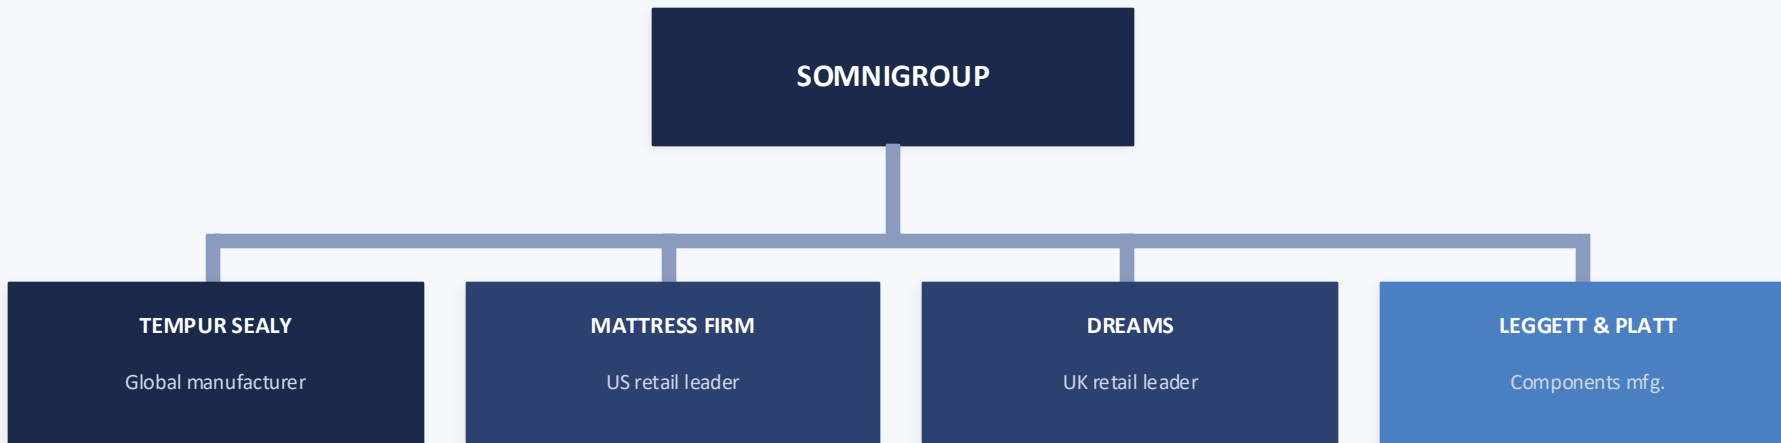 SOMNIGROUP
TEMPUR SEALY
Global manufacturer
MATTRESS FIRM
US retail leader
DREAMS
UK retail leader
LEGGETT & PLATT
Components mfg.